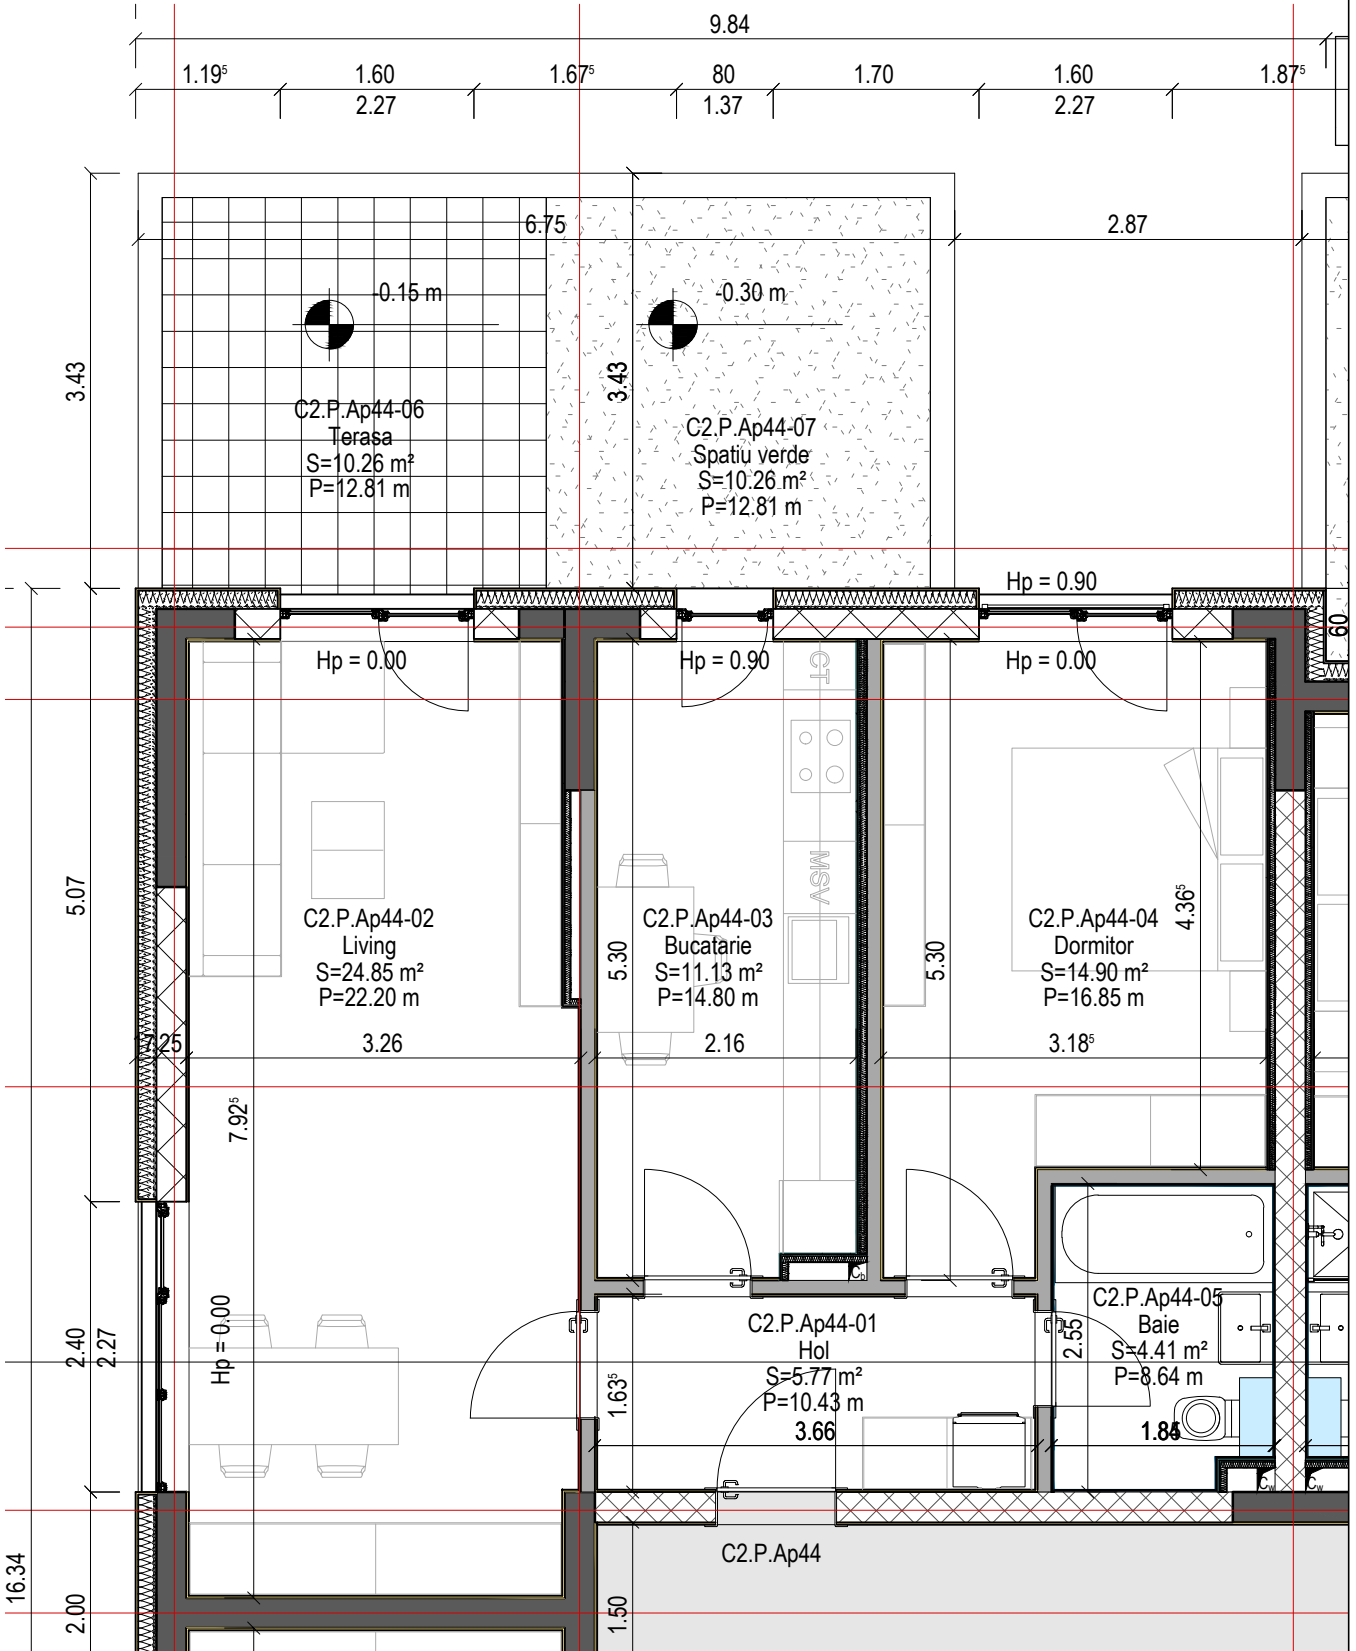 9.84
1.19⁵
1.60
1.67⁵
80
1.70
1.60
1.87⁵
2.27
1.37
2.27
6.75
2.87
-0.15 m
-0.30 m
3.43
3.43
C2.P.Ap44-06
Terasa
S=10.26 m²
P=12.81 m
C2.P.Ap44-07
Spatiu verde
S=10.26 m²
P=12.81 m
Hp = 0.90
60
Hp = 0.00
Hp = 0.90
Hp = 0.00
CT
MSV
5.07
C2.P.Ap44-02
Living
S=24.85 m²
P=22.20 m
5.30
C2.P.Ap44-03
Bucatarie
S=11.13 m²
P=14.80 m
5.30
C2.P.Ap44-04
Dormitor
S=14.90 m²
P=16.85 m
4.36⁵
7.25
3.26
2.16
3.18⁵
7.92⁵
2.40
2.27
Hp = 0.00
C2.P.Ap44-01
Hol
S=5.77 m²
P=10.43 m
1.63⁵
3.66
2.55
C2.P.Ap44-05
Baie
S=4.41 m²
P=8.64 m
Cw
Cw
C2.P.Ap44
16.34
2.00
1.50